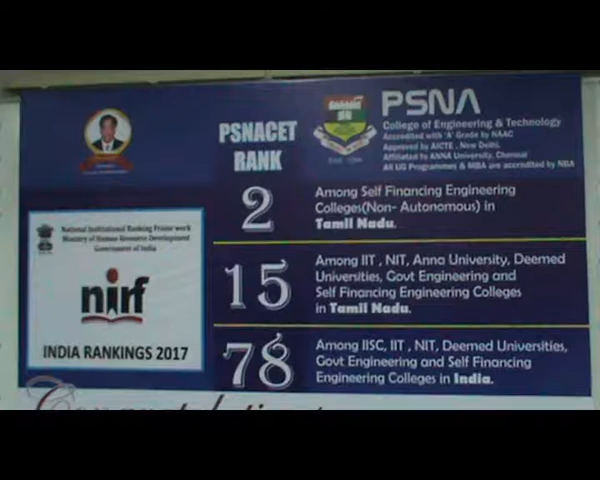 PSNA
College of Engineering & Technology
Accredited with 'A' Grade by NAAC
Approved by AICTE, New Delhi.
Affiliated to ANNA University, Chennai
All UG Programmes & MBA are accredited by NBA
PSNACET
RANK
2
Among Self Financing Engineering
Colleges(Non- Autonomous) in
Tamil Nadu.
15
Among IIT , NIT, Anna University, Deemed
Universities, Govt Engineering and
Self Financing Engineering Colleges
in Tamil Nadu.
78
Among IISC, IIT , NIT, Deemed Universities,
Govt Engineering and Self Financing
Engineering Colleges in India.
National Institutional Ranking Frame work
Ministry of Human Resource Development
Government of India
nirf
INDIA RANKINGS 2017